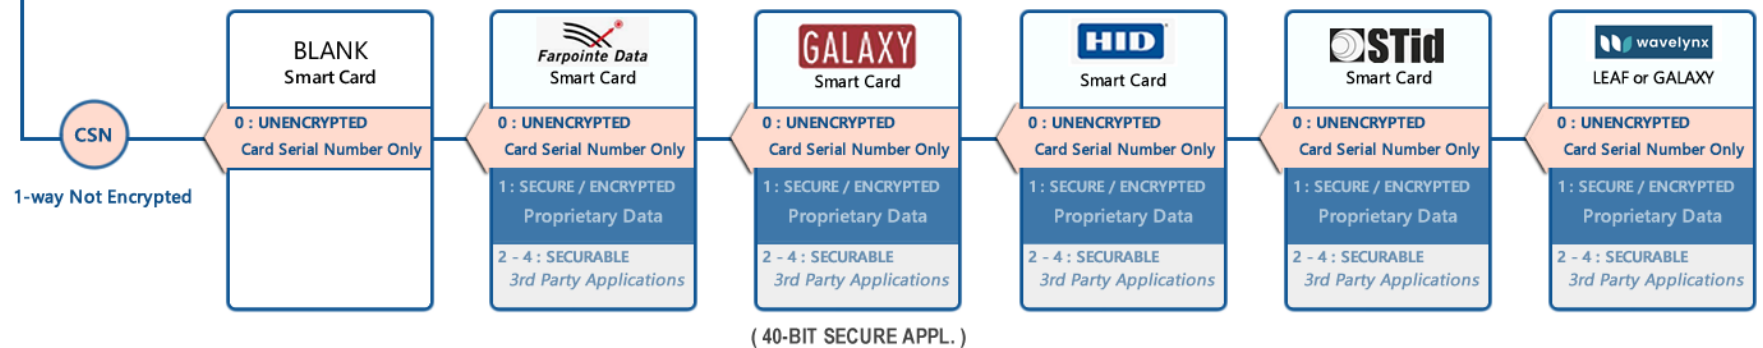 CSN
1-way Not Encrypted
BLANK
Smart Card
0 : UNENCRYPTED
Card Serial Number Only
Farpointe Data
Smart Card
0 : UNENCRYPTED
Card Serial Number Only
1 : SECURE / ENCRYPTED
Proprietary Data
2 - 4 : SECURABLE
3rd Party Applications
GALAXY
Smart Card
0 : UNENCRYPTED
Card Serial Number Only
1 : SECURE / ENCRYPTED
Proprietary Data
2 - 4 : SECURABLE
3rd Party Applications
( 40-BIT SECURE APPL. )
HID
Smart Card
0 : UNENCRYPTED
Card Serial Number Only
1 : SECURE / ENCRYPTED
Proprietary Data
2 - 4 : SECURABLE
3rd Party Applications
STid
Smart Card
0 : UNENCRYPTED
Card Serial Number Only
1 : SECURE / ENCRYPTED
Proprietary Data
2 - 4 : SECURABLE
3rd Party Applications
wavelynx
LEAF or GALAXY
0 : UNENCRYPTED
Card Serial Number Only
1 : SECURE / ENCRYPTED
Proprietary Data
2 - 4 : SECURABLE
3rd Party Applications